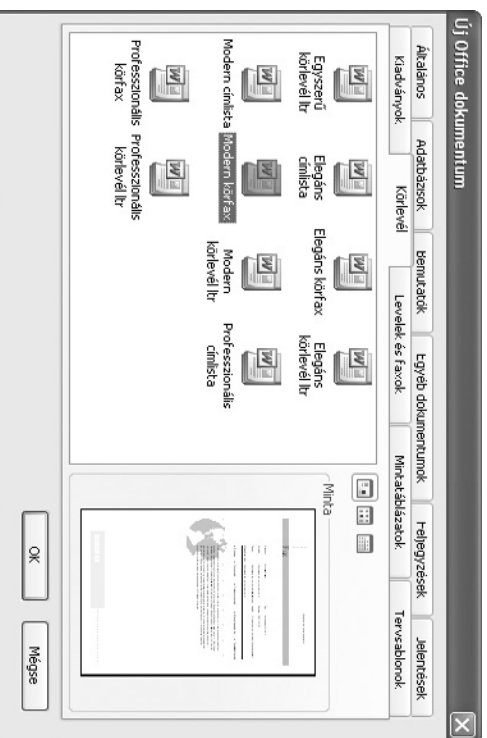 Új Office dokumentum
Általános
Adatbázisok
Bemutatók
Egyéb dokumentumok
Feljegyzések
Jelentések
Kiadványok
Körlevél
Levelek és faxok
Mintatáblázatok
Tervsablonok
Egyszerű
körlevél ltr
Elegáns
címlista
Elegáns körfax
Elegáns
körlevél ltr
Modern címlista
Modern körfax
Modern
körlevél ltr
Professzionális
címlista
Professzionális
körfax
Professzionális
körlevél ltr
Minta
OK
Mégse